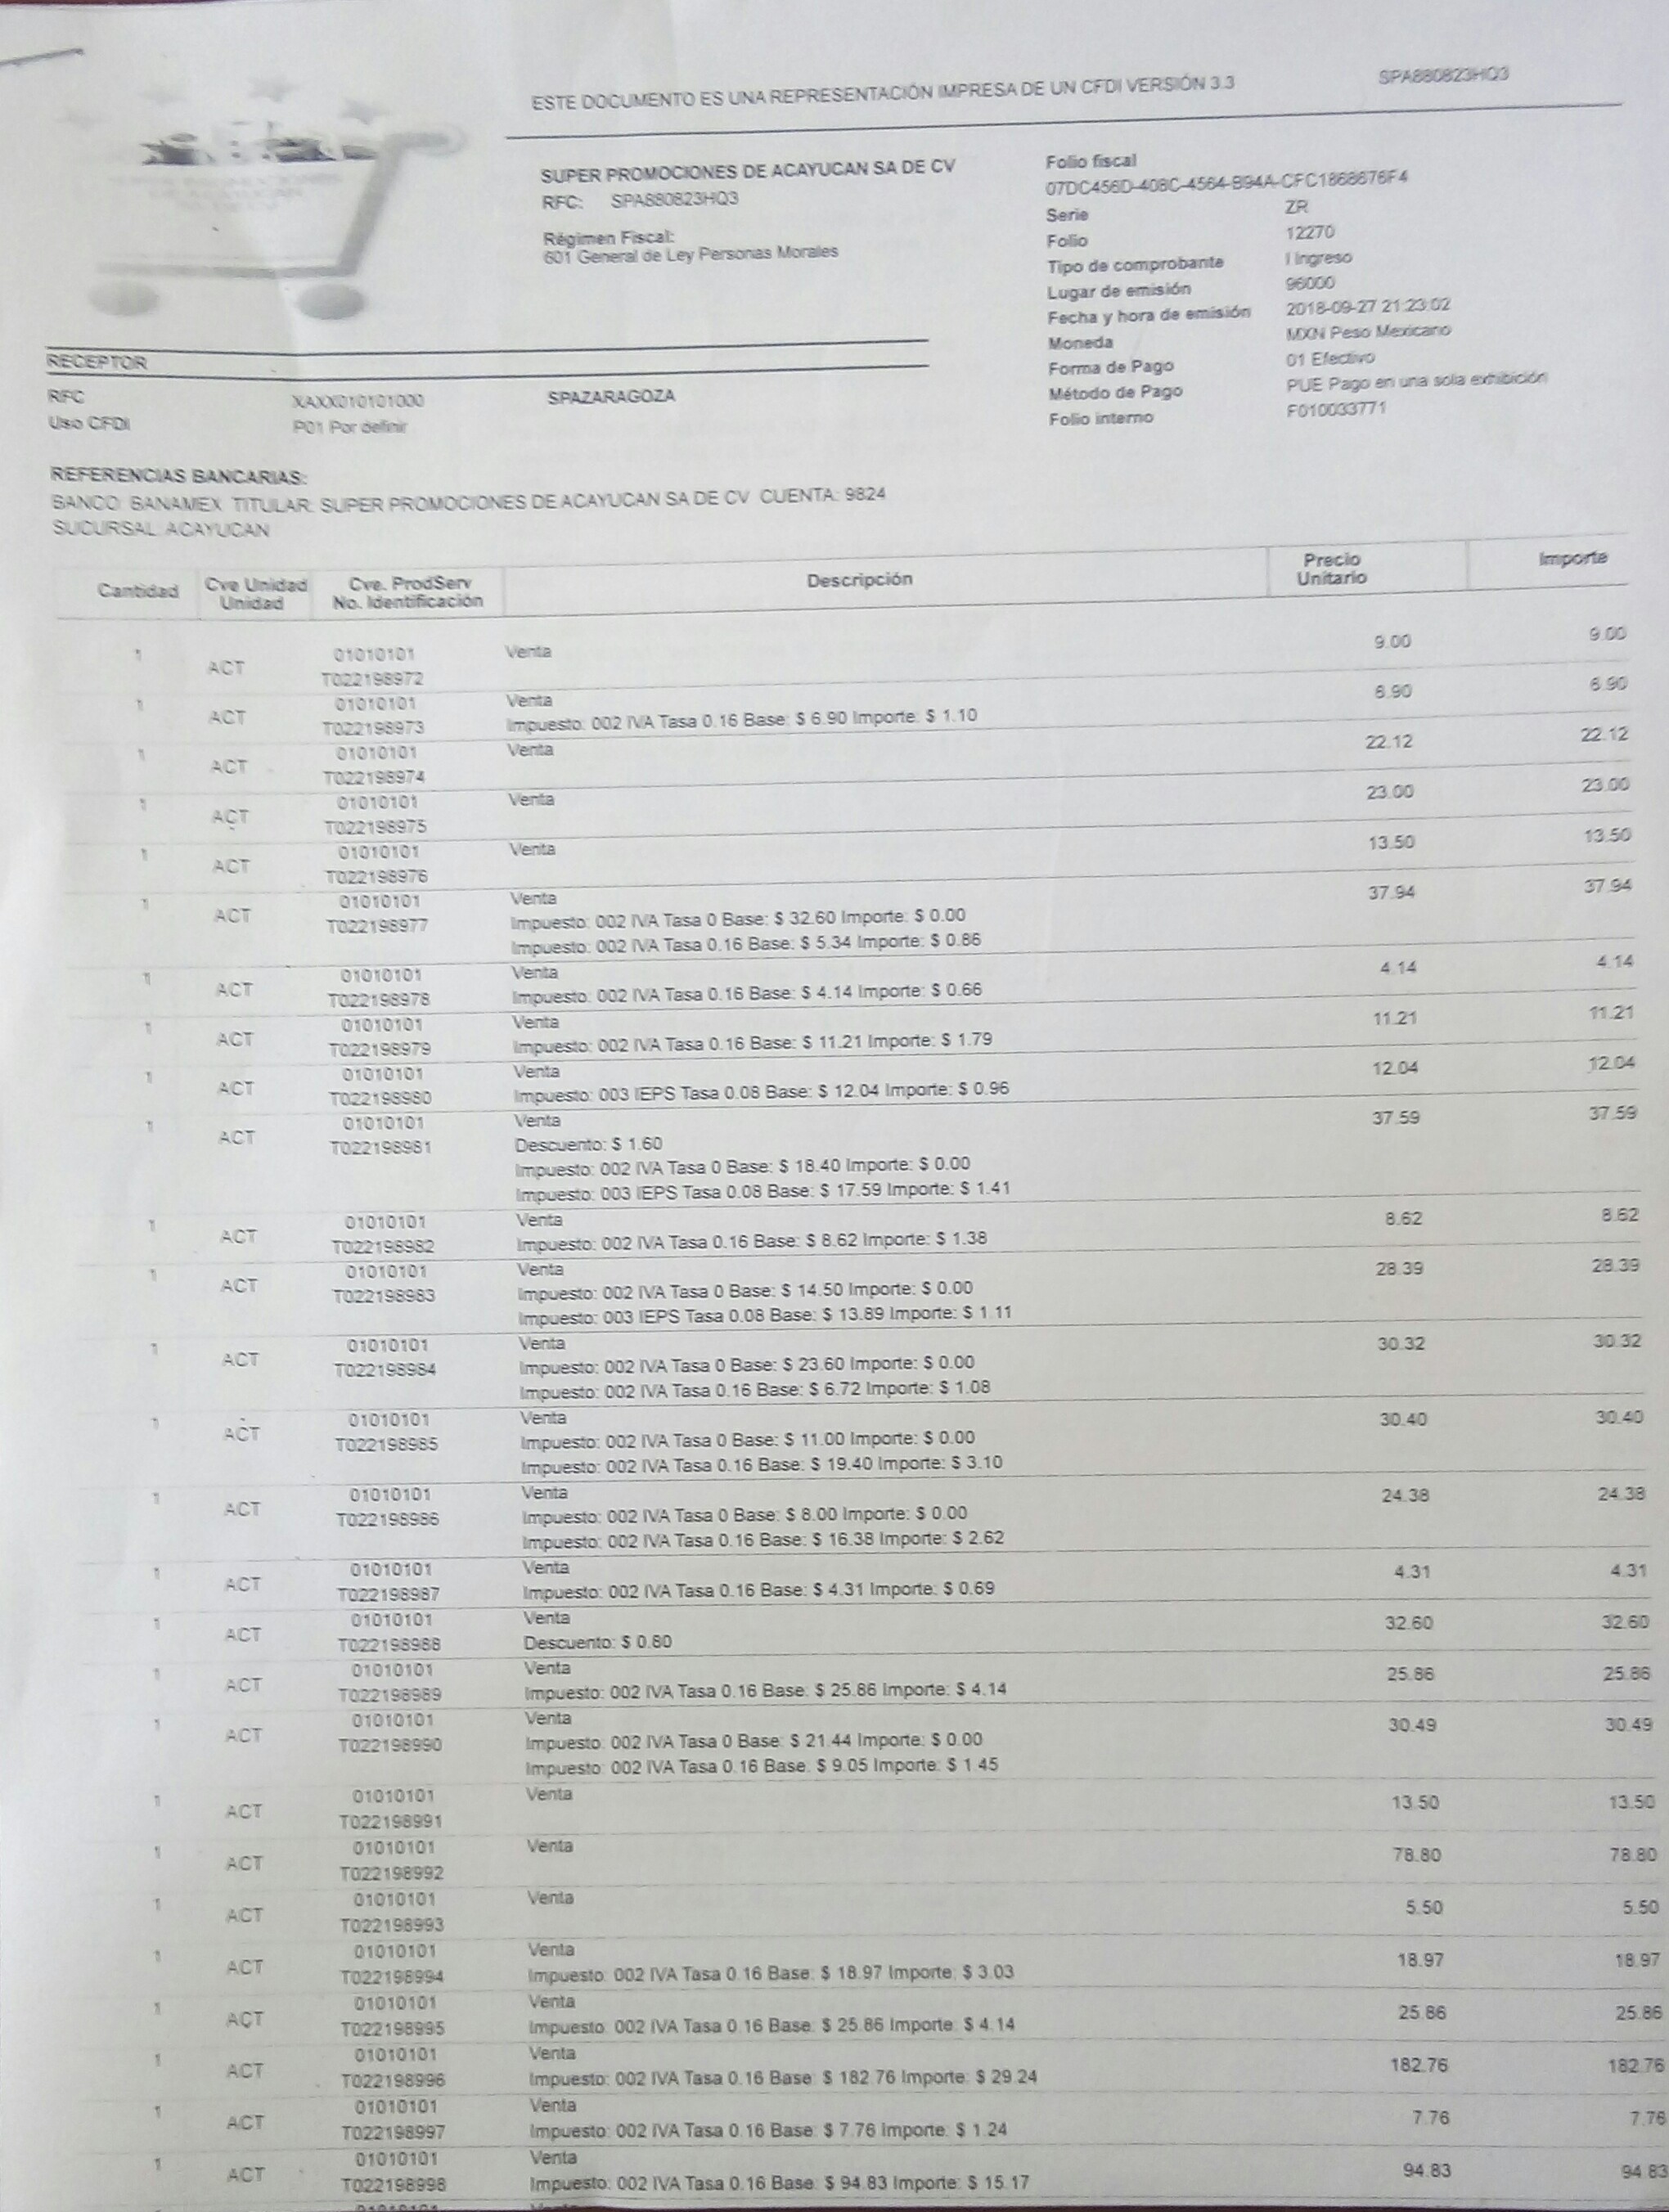 ESTE DOCUMENTO ES UNA REPRESENTACIÓN IMPRESA DE UN CFDI VERSIÓN 3.3 SPA880823HQ3
SUPER PROMOCIONES DE ACAYUCAN SA DE CV
RFC: SPA880823HQ3
Régimen Fiscal:
601 General de Ley Personas Morales
Folio fiscal
07DC456D-408C-4564-B94A-CFC1868676F4
Serie ZR
Folio 12270
Tipo de comprobante I Ingreso
Lugar de emisión 96000
Fecha y hora de emisión 2018-09-27 21:23:02
Moneda MXN Peso Mexicano
Forma de Pago 01 Efectivo
Método de Pago PUE Pago en una sola exhibición
Folio interno F010033771
RECEPTOR
RFC XAXX010101000 SPAZARAGOZA
Uso CFDI P01 Por definir
REFERENCIAS BANCARIAS:
BANCO: BANAMEX TITULAR: SUPER PROMOCIONES DE ACAYUCAN SA DE CV CUENTA: 9824
SUCURSAL: ACAYUCAN
Cantidad Cve Unidad Unidad Cve. ProdServ No. Identificación Descripción Precio Unitario Importe
1 ACT 01010101 Venta 9.00 9.00
T022198972
1 ACT 01010101 Venta 6.90 6.90
T022198973 Impuesto: 002 IVA Tasa 0.16 Base: $ 6.90 Importe: $ 1.10
1 ACT 01010101 Venta 22.12 22.12
T022198974
1 ACT 01010101 Venta 23.00 23.00
T022198975
1 ACT 01010101 Venta 13.50 13.50
T022198976
1 ACT 01010101 Venta 37.94 37.94
T022198977 Impuesto: 002 IVA Tasa 0 Base: $ 32.60 Importe: $ 0.00
Impuesto: 002 IVA Tasa 0.16 Base: $ 5.34 Importe: $ 0.86
1 ACT 01010101 Venta 4.14 4.14
T022198978 Impuesto: 002 IVA Tasa 0.16 Base: $ 4.14 Importe: $ 0.66
1 ACT 01010101 Venta 11.21 11.21
T022198979 Impuesto: 002 IVA Tasa 0.16 Base: $ 11.21 Importe: $ 1.79
1 ACT 01010101 Venta 12.04 12.04
T022198980 Impuesto: 003 IEPS Tasa 0.08 Base: $ 12.04 Importe: $ 0.96
1 ACT 01010101 Venta 37.59 37.59
T022198981 Descuento: $ 1.60
Impuesto: 002 IVA Tasa 0 Base: $ 18.40 Importe: $ 0.00
Impuesto: 003 IEPS Tasa 0.08 Base: $ 17.59 Importe: $ 1.41
1 ACT 01010101 Venta 8.62 8.62
T022198982 Impuesto: 002 IVA Tasa 0.16 Base: $ 8.62 Importe: $ 1.38
1 ACT 01010101 Venta 28.39 28.39
T022198983 Impuesto: 002 IVA Tasa 0 Base: $ 14.50 Importe: $ 0.00
Impuesto: 003 IEPS Tasa 0.08 Base: $ 13.89 Importe: $ 1.11
1 ACT 01010101 Venta 30.32 30.32
T022198984 Impuesto: 002 IVA Tasa 0 Base: $ 23.60 Importe: $ 0.00
Impuesto: 002 IVA Tasa 0.16 Base: $ 6.72 Importe: $ 1.08
1 ACT 01010101 Venta 30.40 30.40
T022198985 Impuesto: 002 IVA Tasa 0 Base: $ 11.00 Importe: $ 0.00
Impuesto: 002 IVA Tasa 0.16 Base: $ 19.40 Importe: $ 3.10
1 ACT 01010101 Venta 24.38 24.38
T022198986 Impuesto: 002 IVA Tasa 0 Base: $ 8.00 Importe: $ 0.00
Impuesto: 002 IVA Tasa 0.16 Base: $ 16.38 Importe: $ 2.62
1 ACT 01010101 Venta 4.31 4.31
T022198987 Impuesto: 002 IVA Tasa 0.16 Base: $ 4.31 Importe: $ 0.69
1 ACT 01010101 Venta 32.60 32.60
T022198988 Descuento: $ 0.80
1 ACT 01010101 Venta 25.86 25.86
T022198989 Impuesto: 002 IVA Tasa 0.16 Base: $ 25.86 Importe: $ 4.14
1 ACT 01010101 Venta 30.49 30.49
T022198990 Impuesto: 002 IVA Tasa 0 Base: $ 21.44 Importe: $ 0.00
Impuesto: 002 IVA Tasa 0.16 Base: $ 9.05 Importe: $ 1.45
1 ACT 01010101 Venta 13.50 13.50
T022198991
1 ACT 01010101 Venta 78.80 78.80
T022198992
1 ACT 01010101 Venta 5.50 5.50
T022198993
1 ACT 01010101 Venta 18.97 18.97
T022198994 Impuesto: 002 IVA Tasa 0.16 Base: $ 18.97 Importe: $ 3.03
1 ACT 01010101 Venta 25.86 25.86
T022198995 Impuesto: 002 IVA Tasa 0.16 Base: $ 25.86 Importe: $ 4.14
1 ACT 01010101 Venta 182.76 182.76
T022198996 Impuesto: 002 IVA Tasa 0.16 Base: $ 182.76 Importe: $ 29.24
1 ACT 01010101 Venta 7.76 7.76
T022198997 Impuesto: 002 IVA Tasa 0.16 Base: $ 7.76 Importe: $ 1.24
1 ACT 01010101 Venta 94.83 94.83
T022198998 Impuesto: 002 IVA Tasa 0.16 Base: $ 94.83 Importe: $ 15.17